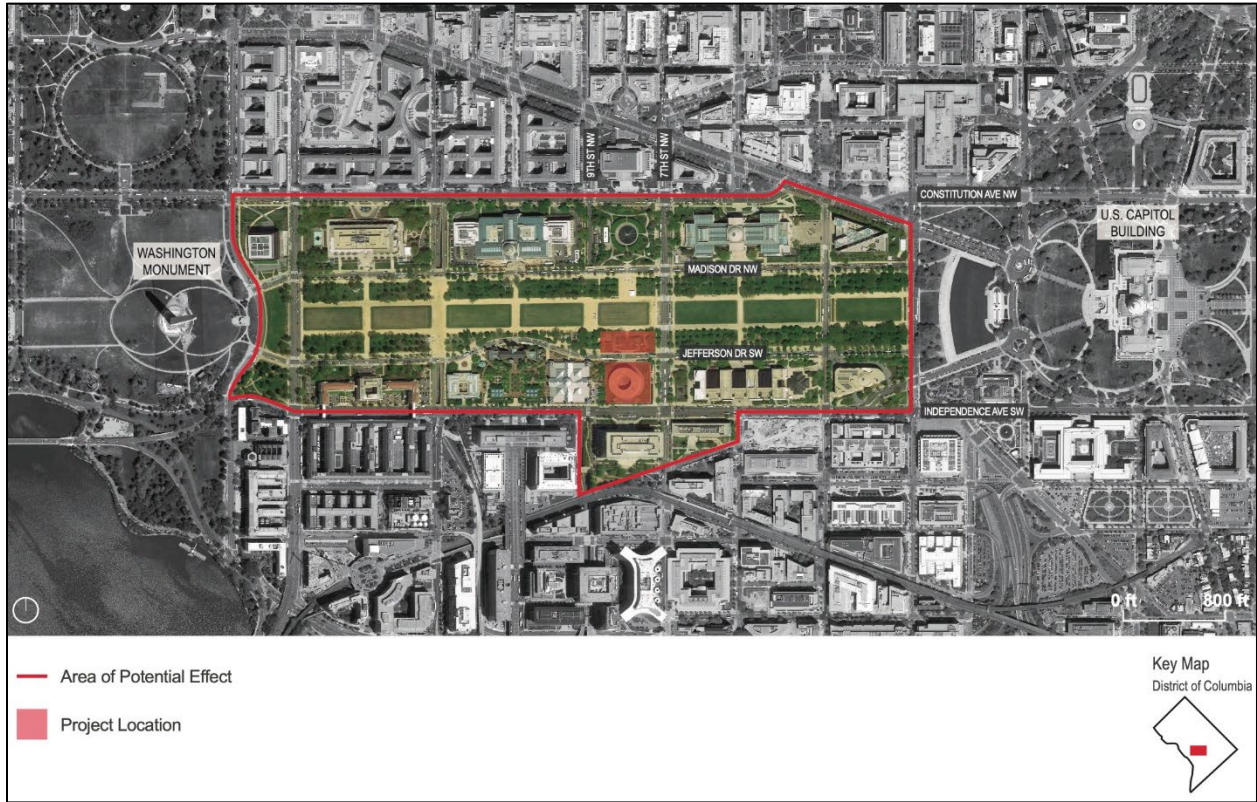 9TH ST NW
7TH ST NW
CONSTITUTION AVE NW
WASHINGTON
MONUMENT
U.S. CAPITOL
BUILDING
MADISON DR NW
JEFFERSON DR SW
INDEPENDENCE AVE SW
0 ft
800 ft
Area of Potential Effect
Project Location
Key Map
District of Columbia